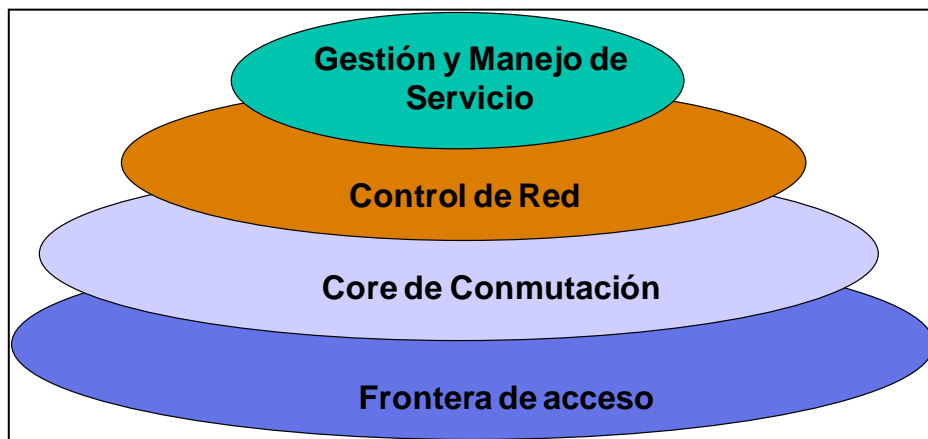 Gestión y Manejo de
Servicio
Control de Red
Core de Conmutación
Frontera de acceso